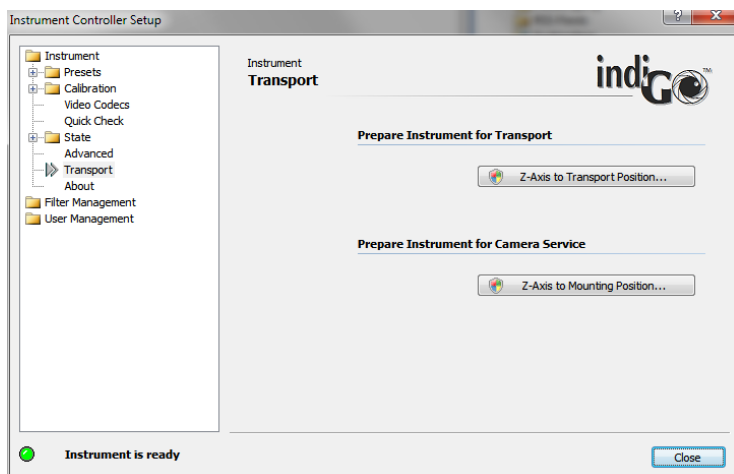 Instrument Controller Setup
Instrument
Presets
Calibration
Video Codecs
Quick Check
State
Advanced
Transport
About
Filter Management
User Management
Instrument
Transport
indiGo™
Prepare Instrument for Transport
Z-Axis to Transport Position...
Prepare Instrument for Camera Service
Z-Axis to Mounting Position...
Instrument is ready
Close